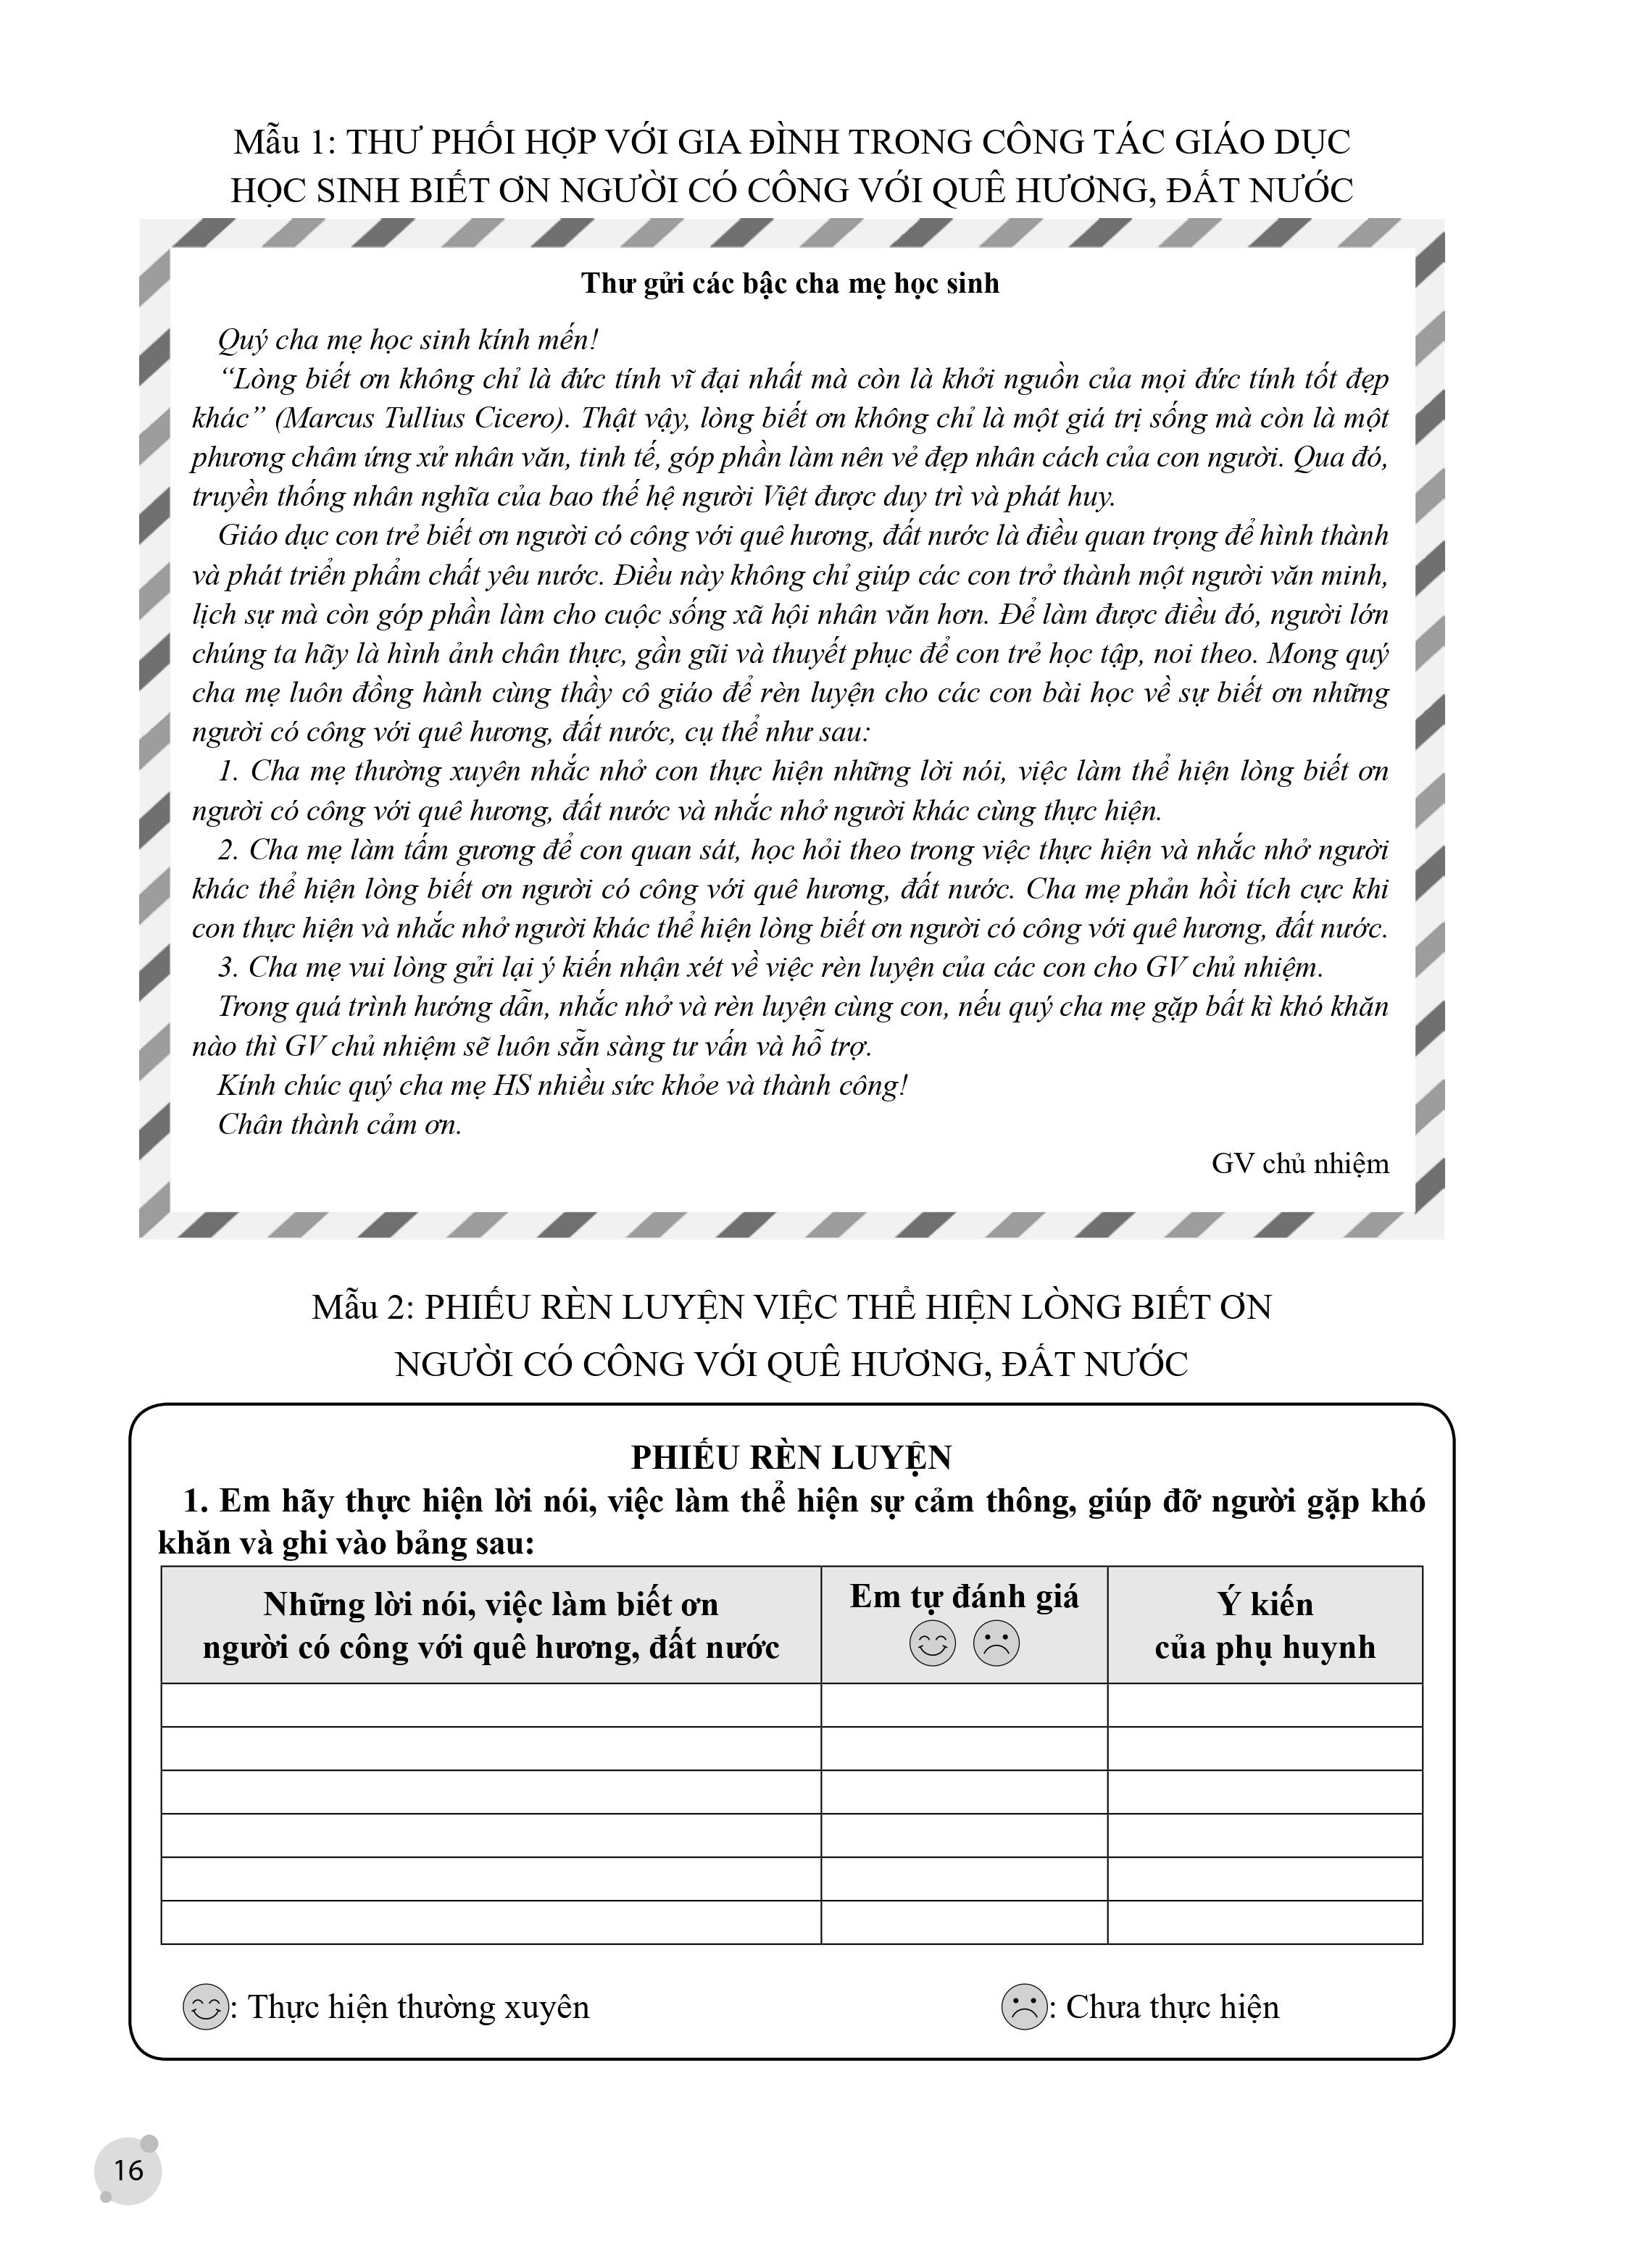 Mẫu 1: THƯ PHỐI HỢP VỚI GIA ĐÌNH TRONG CÔNG TÁC GIÁO DỤC
HỌC SINH BIẾT ƠN NGƯỜI CÓ CÔNG VỚI QUÊ HƯƠNG, ĐẤT NƯỚC
Thư gửi các bậc cha mẹ học sinh
Quý cha mẹ học sinh kính mến!
“Lòng biết ơn không chỉ là đức tính vĩ đại nhất mà còn là khởi nguồn của mọi đức tính tốt đẹp
khác” (Marcus Tullius Cicero). Thật vậy, lòng biết ơn không chỉ là một giá trị sống mà còn là một
phương châm ứng xử nhân văn, tinh tế, góp phần làm nên vẻ đẹp nhân cách của con người. Qua đó,
truyền thống nhân nghĩa của bao thế hệ người Việt được duy trì và phát huy.
Giáo dục con trẻ biết ơn người có công với quê hương, đất nước là điều quan trọng để hình thành
và phát triển phẩm chất yêu nước. Điều này không chỉ giúp các con trở thành một người văn minh,
lịch sự mà còn góp phần làm cho cuộc sống xã hội nhân văn hơn. Để làm được điều đó, người lớn
chúng ta hãy là hình ảnh chân thực, gần gũi và thuyết phục để con trẻ học tập, noi theo. Mong quý
cha mẹ luôn đồng hành cùng thầy cô giáo để rèn luyện cho các con bài học về sự biết ơn những
người có công với quê hương, đất nước, cụ thể như sau:
1. Cha mẹ thường xuyên nhắc nhở con thực hiện những lời nói, việc làm thể hiện lòng biết ơn
người có công với quê hương, đất nước và nhắc nhở người khác cùng thực hiện.
2. Cha mẹ làm tấm gương để con quan sát, học hỏi theo trong việc thực hiện và nhắc nhở người
khác thể hiện lòng biết ơn người có công với quê hương, đất nước. Cha mẹ phản hồi tích cực khi
con thực hiện và nhắc nhở người khác thể hiện lòng biết ơn người có công với quê hương, đất nước.
3. Cha mẹ vui lòng gửi lại ý kiến nhận xét về việc rèn luyện của các con cho GV chủ nhiệm.
Trong quá trình hướng dẫn, nhắc nhở và rèn luyện cùng con, nếu quý cha mẹ gặp bất kì khó khăn
nào thì GV chủ nhiệm sẽ luôn sẵn sàng tư vấn và hỗ trợ.
Kính chúc quý cha mẹ HS nhiều sức khỏe và thành công!
Chân thành cảm ơn.
GV chủ nhiệm
Mẫu 2: PHIẾU RÈN LUYỆN VIỆC THỂ HIỆN LÒNG BIẾT ƠN
NGƯỜI CÓ CÔNG VỚI QUÊ HƯƠNG, ĐẤT NƯỚC
PHIẾU RÈN LUYỆN
1. Em hãy thực hiện lời nói, việc làm thể hiện sự cảm thông, giúp đỡ người gặp khó
khăn và ghi vào bảng sau:
Những lời nói, việc làm biết ơn
người có công với quê hương, đất nước
Em tự đánh giá
Ý kiến
của phụ huynh
: Thực hiện thường xuyên
: Chưa thực hiện
16